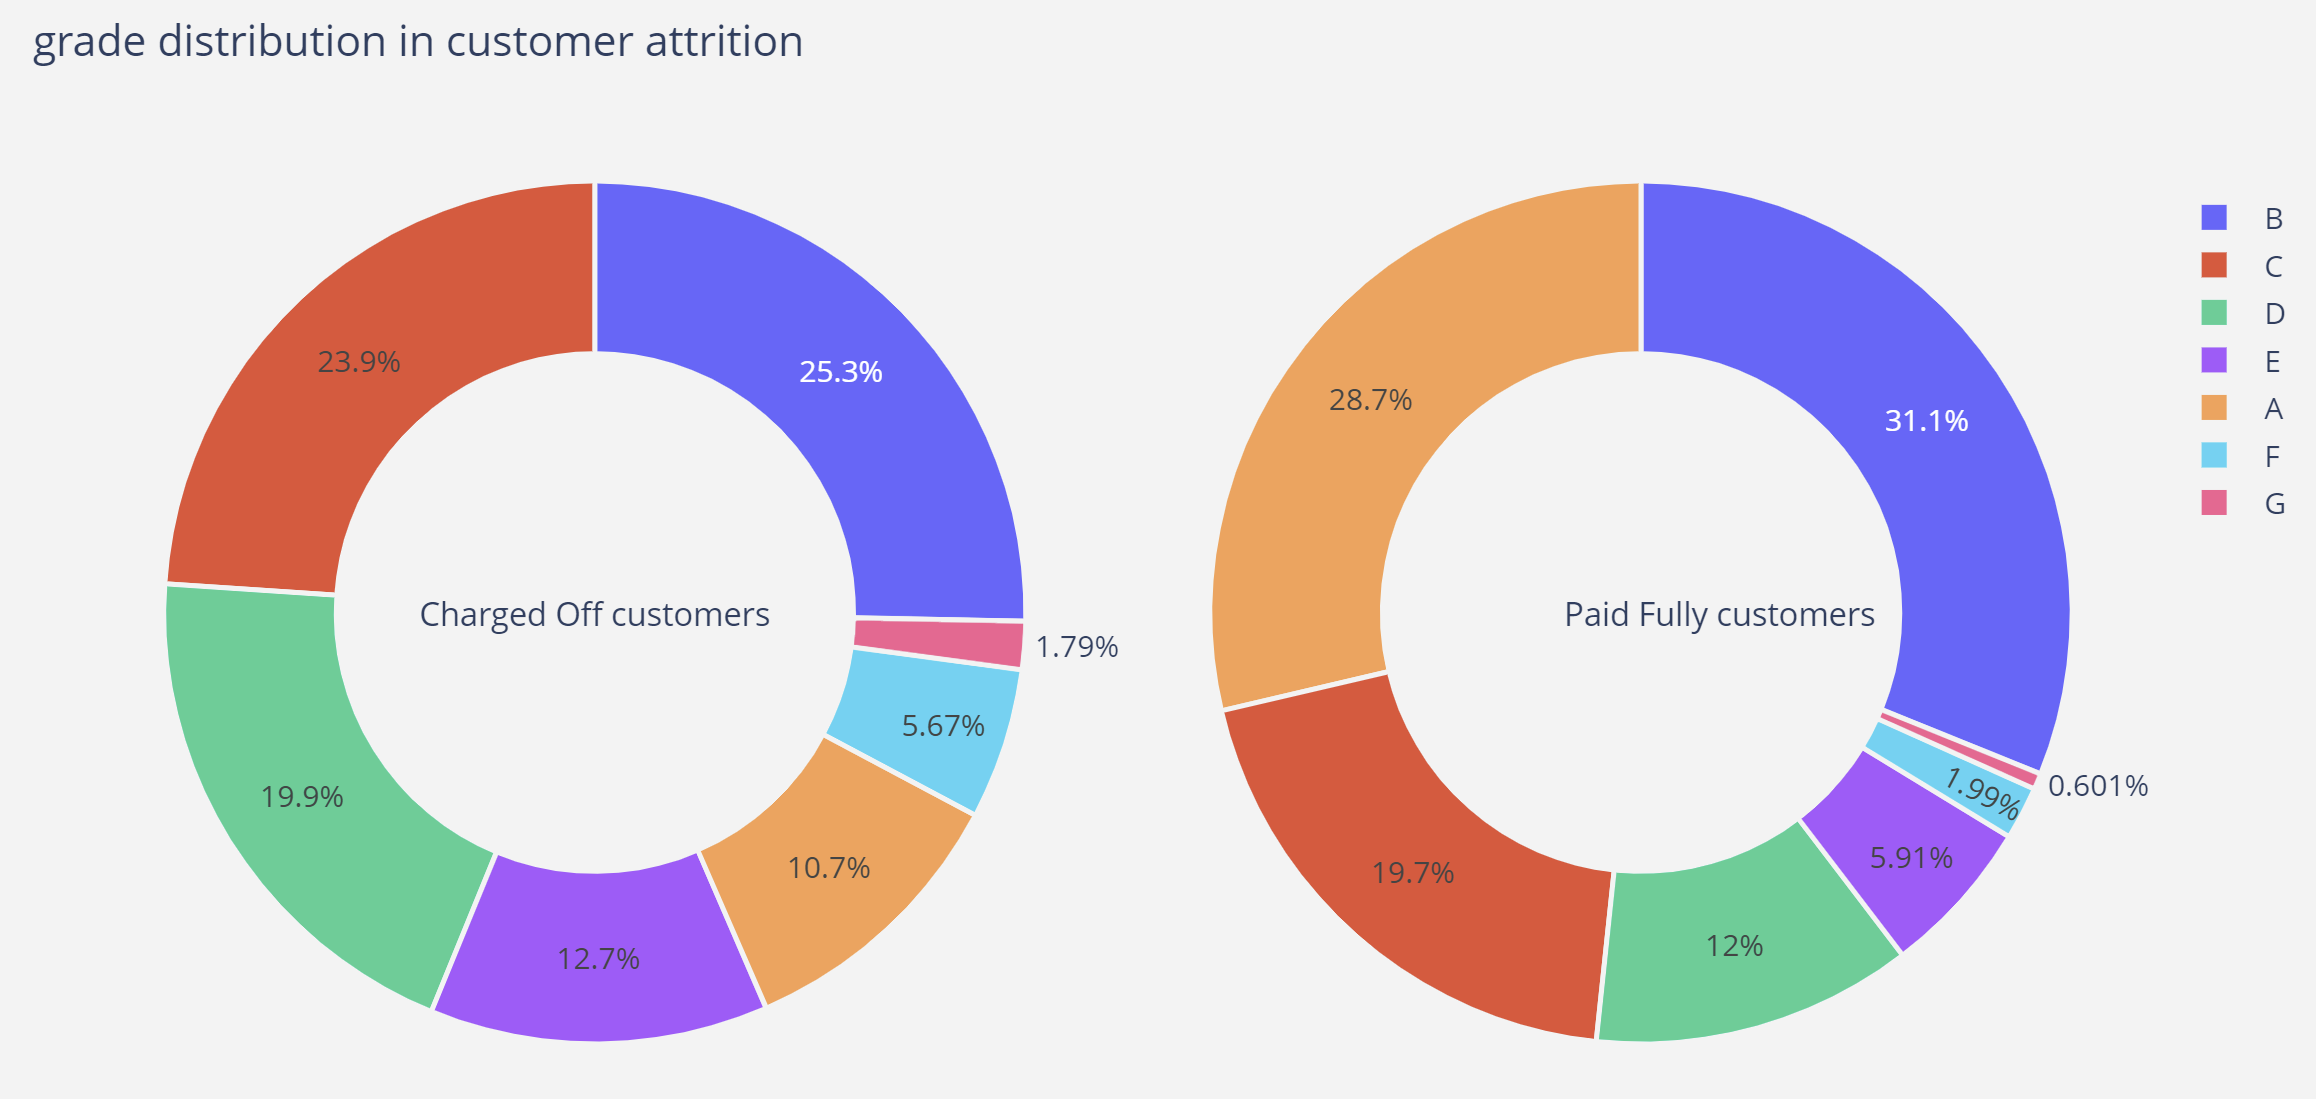 grade distribution in customer attrition
23.9%
25.3%
19.9%
12.7%
10.7%
5.67%
1.79%
Charged Off customers
28.7%
31.1%
19.7%
12%
5.91%
1.99%
0.601%
Paid Fully customers
B
C
D
E
A
F
G